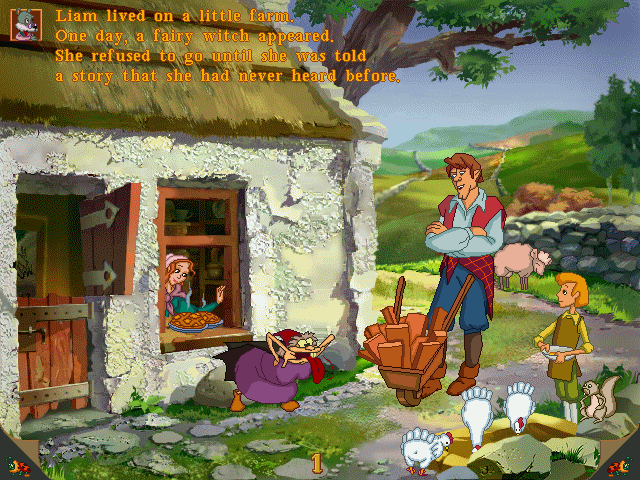 Liam lived on a little farm.
One day, a fairy witch appeared.
She refused to go until she was told
a story that she had never heard before.
1